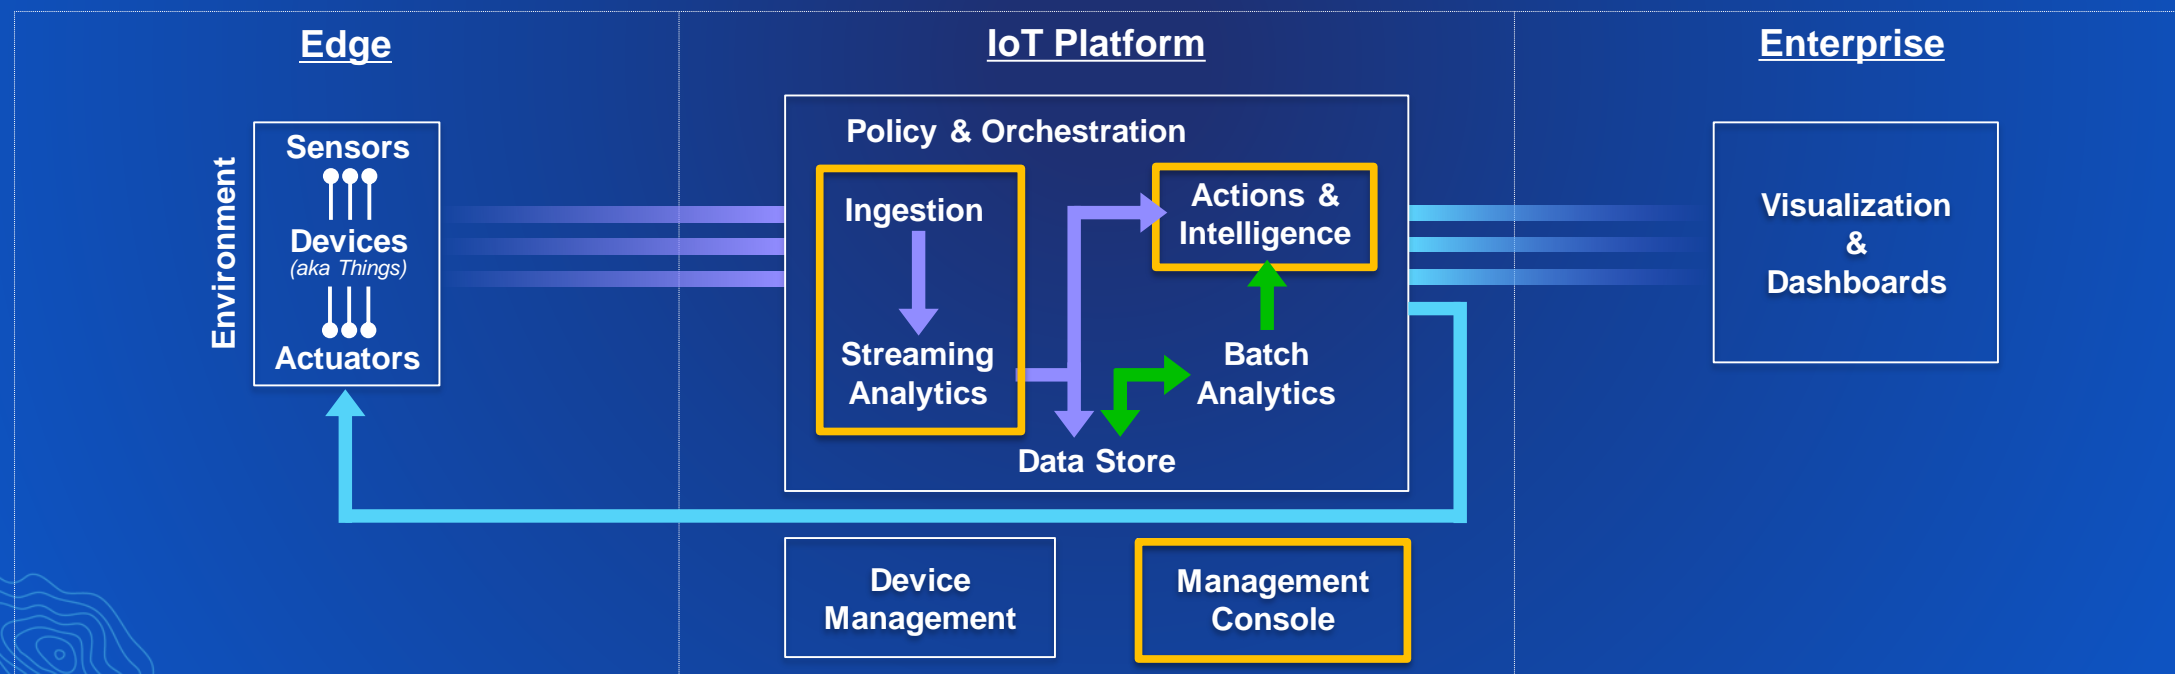 Edge
IoT Platform
Enterprise
Environment
Sensors
Devices
(aka Things)
Actuators
Policy & Orchestration
Ingestion
Streaming
Analytics
Actions &
Intelligence
Batch
Analytics
Data Store
Visualization
&
Dashboards
Device
Management
Management
Console